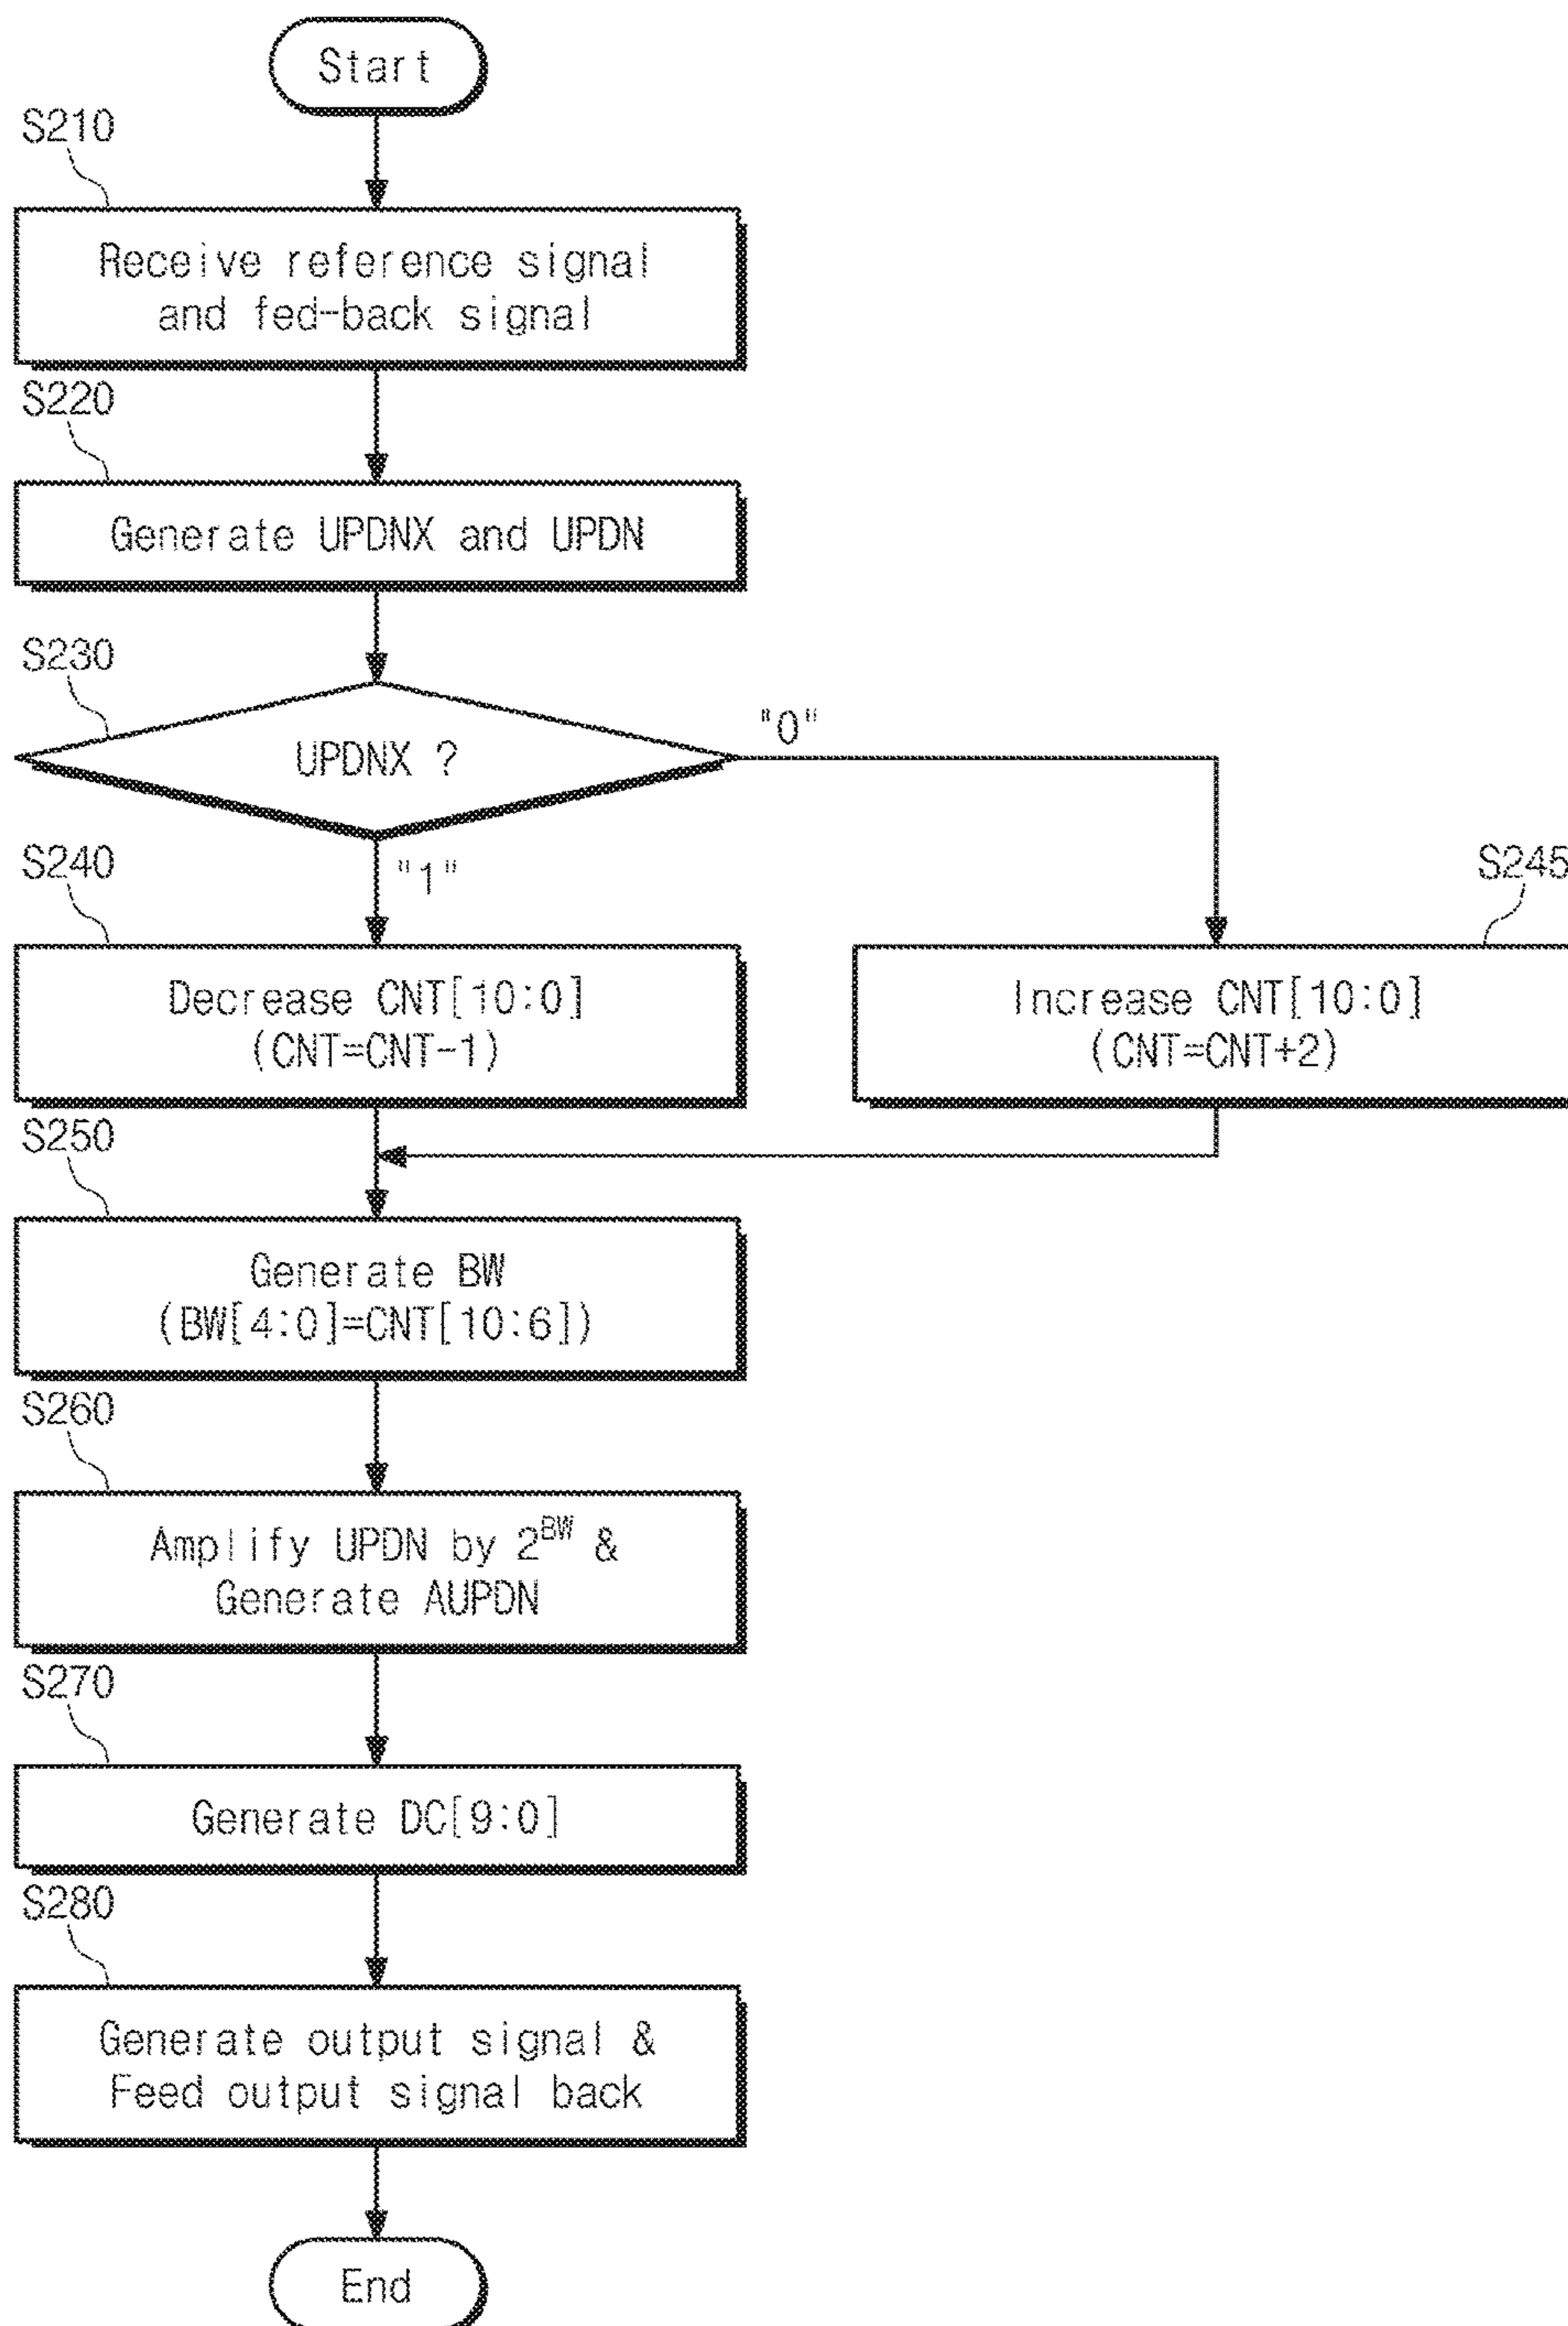 Start
S210
Receive reference signal
and fed-back signal
S220
Generate UPDNX and UPDN
S230
UPDNX ?
"0"
"1"
S240
Decrease CNT[10:0]
(CNT=CNT-1)
S245
Increase CNT[10:0]
(CNT=CNT+2)
S250
Generate BW
(BW[4:0]=CNT[10:6])
S260
Amplify UPDN by 2^BW &
Generate AUPDN
S270
Generate DC[9:0]
S280
Generate output signal &
Feed output signal back
End